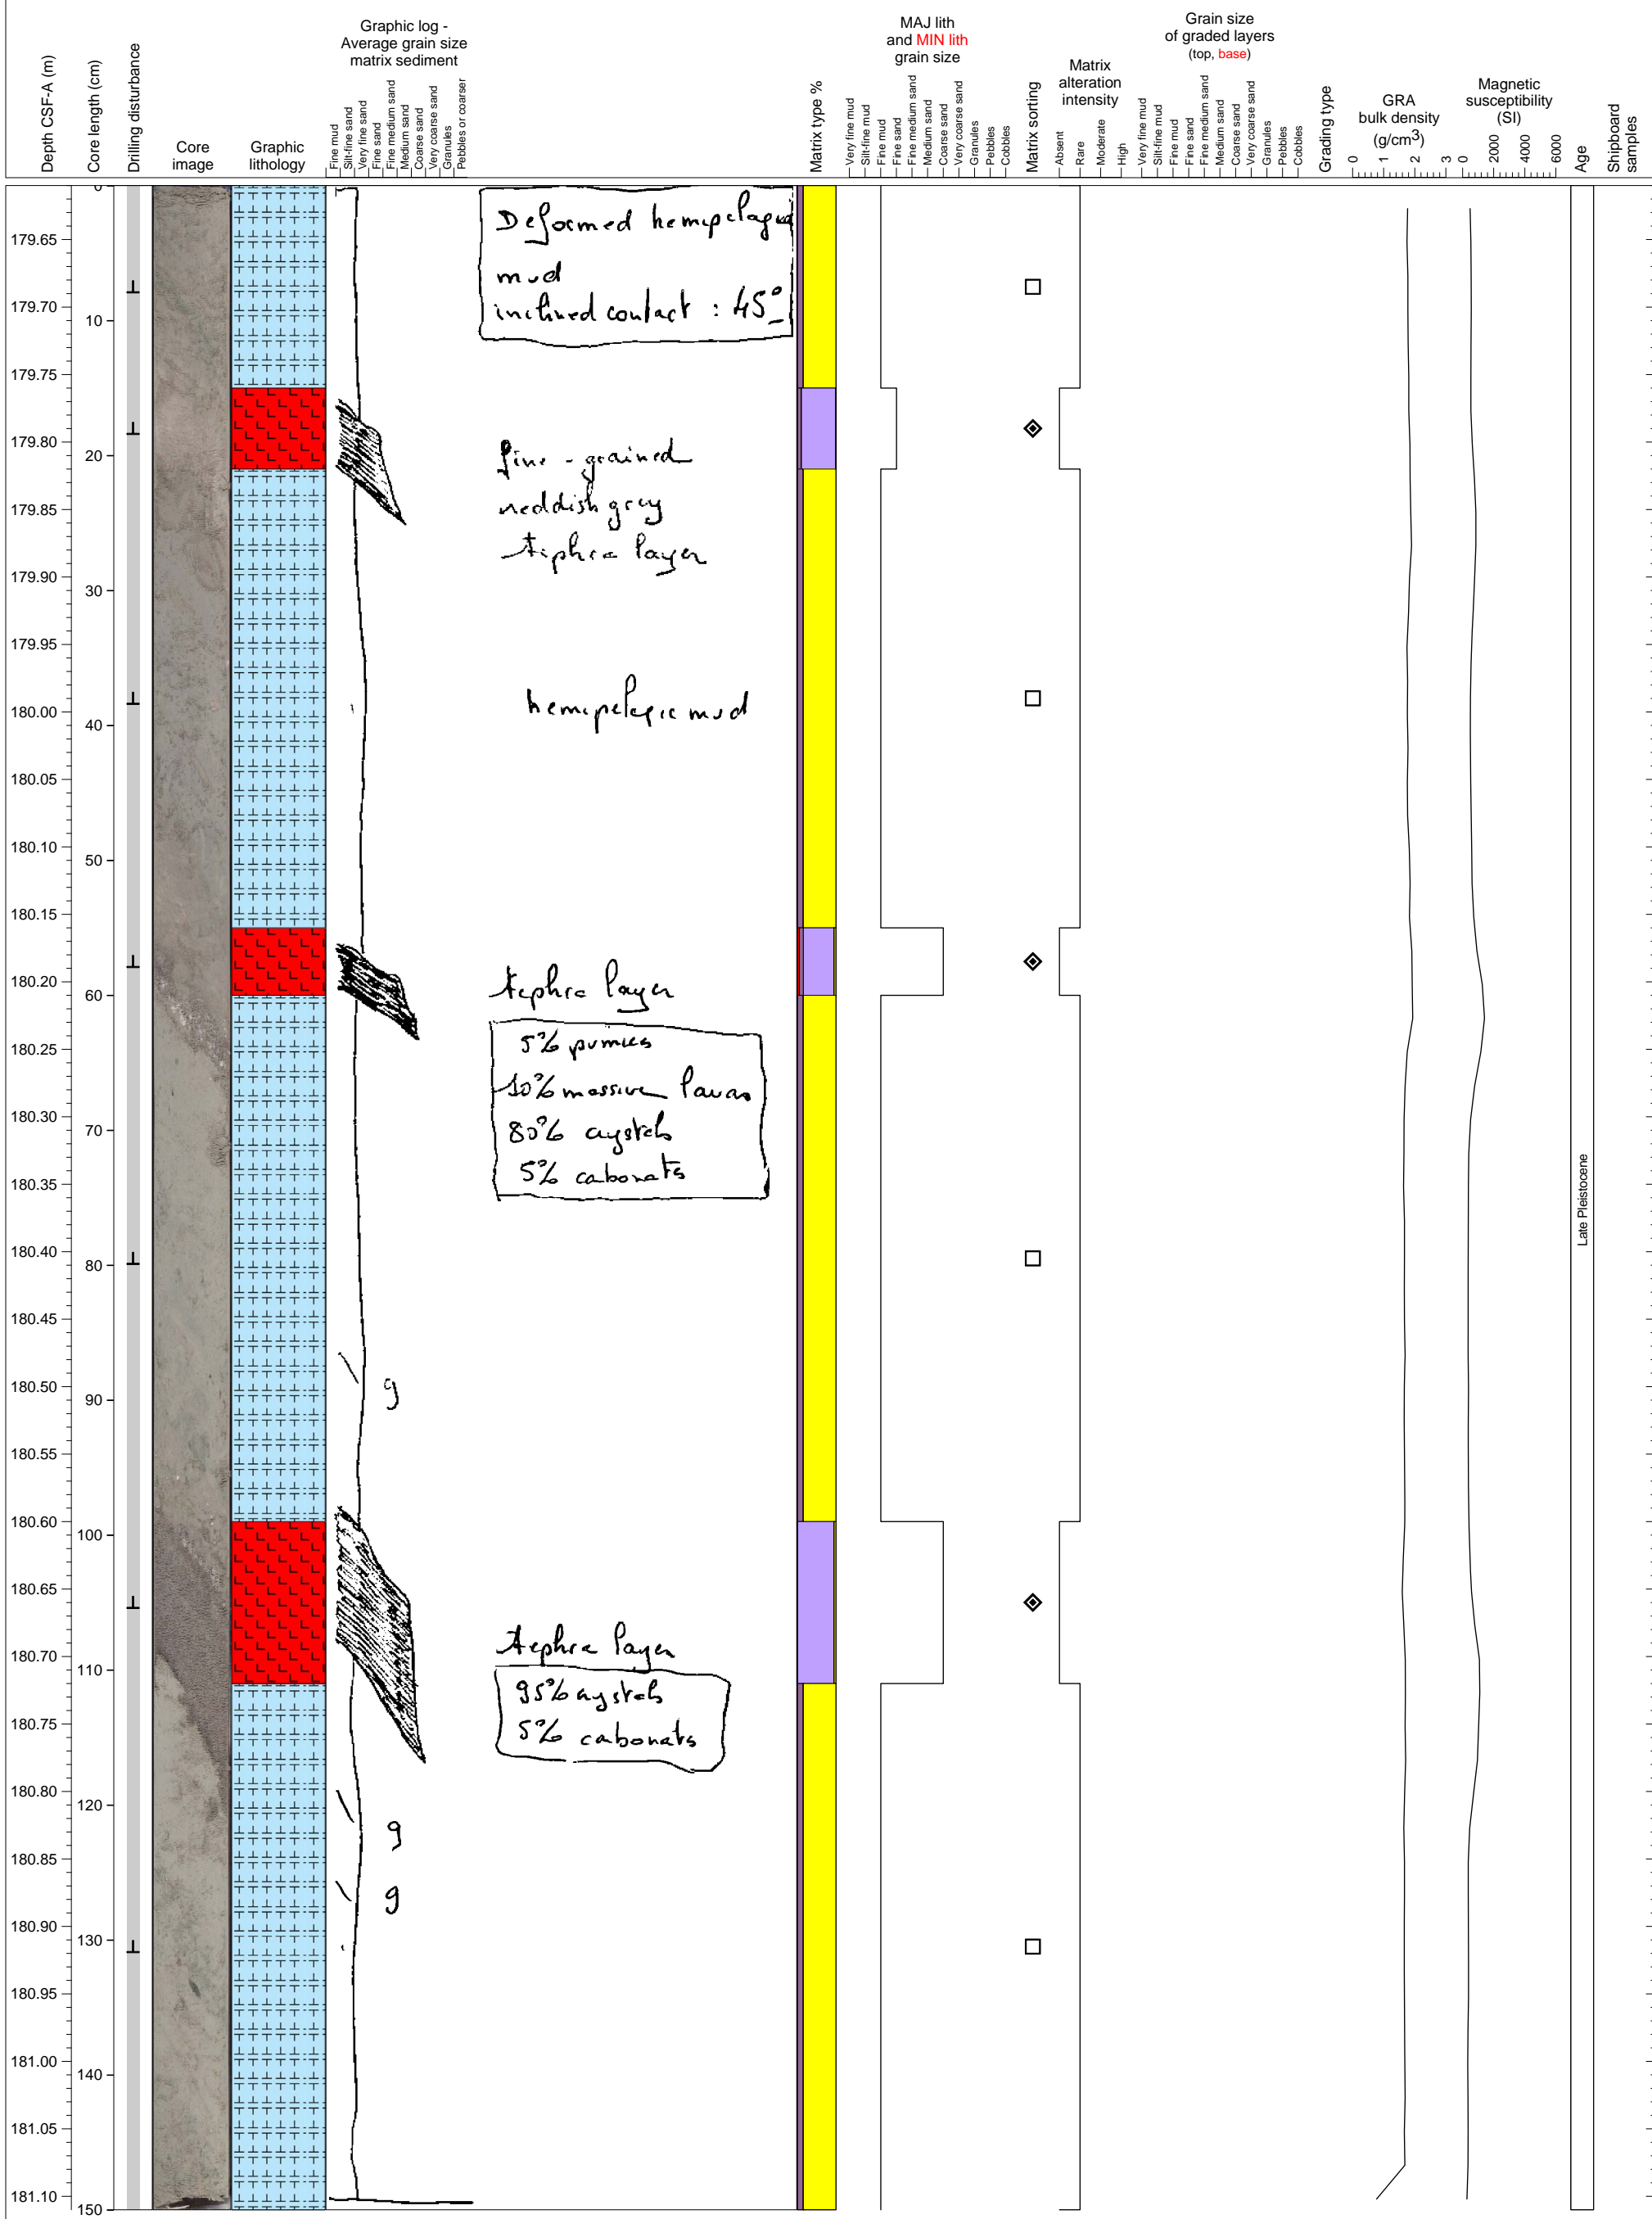 Depth CSF-A (m)
Core length (cm)
Drilling disturbance
Core
image
Graphic
lithology
Graphic log -
Average grain size
matrix sediment
Fine mud
Silt-fine sand
Very fine sand
Fine sand
Fine medium sand
Medium sand
Coarse sand
Very coarse sand
Granules
Pebbles or coarser
Matrix type %
MAJ lith
and MIN lith
grain size
Very fine mud
Silt-fine mud
Fine mud
Fine sand
Fine medium sand
Medium sand
Coarse sand
Very coarse sand
Granules
Pebbles
Cobbles
Matrix sorting
Matrix
alteration
intensity
Absent
Rare
Moderate
High
Grain size
of graded layers
(top, base)
Very fine mud
Silt-fine mud
Fine mud
Fine sand
Fine medium sand
Medium sand
Coarse sand
Very coarse sand
Granules
Pebbles
Cobbles
Grading type
GRA
bulk density
(g/cm3)
0 1 2 3
Magnetic
susceptibility
(SI)
0 2000 4000 6000
Age
Shipboard
samples
179.65
179.70
179.75
179.80
179.85
179.90
179.95
180.00
180.05
180.10
180.15
180.20
180.25
180.30
180.35
180.40
180.45
180.50
180.55
180.60
180.65
180.70
180.75
180.80
180.85
180.90
180.95
181.00
181.05
181.10
0
10
20
30
40
50
60
70
80
90
100
110
120
130
140
150
Deformed hemipelagic
mud
inclined contact : 45°
fine-grained
reddish gray
tephra layer
hemipelagic mud
tephra layer
5% pumices
10% massive lavas
80% crystals
5% carbonats
g
tephra layer
95% crystals
5% carbonats
g
g
Late Pleistocene